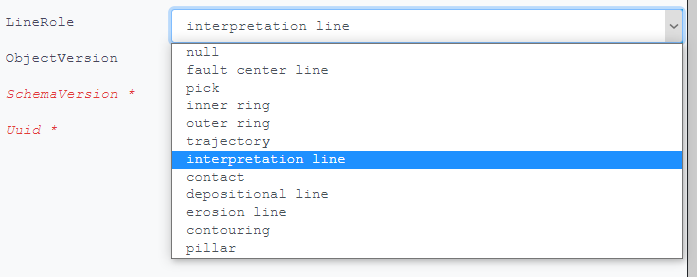 LineRole
interpretation line
ObjectVersion
SchemaVersion *
Uuid *
null
fault center line
pick
inner ring
outer ring
trajectory
interpretation line
contact
depositional line
erosion line
contouring
pillar